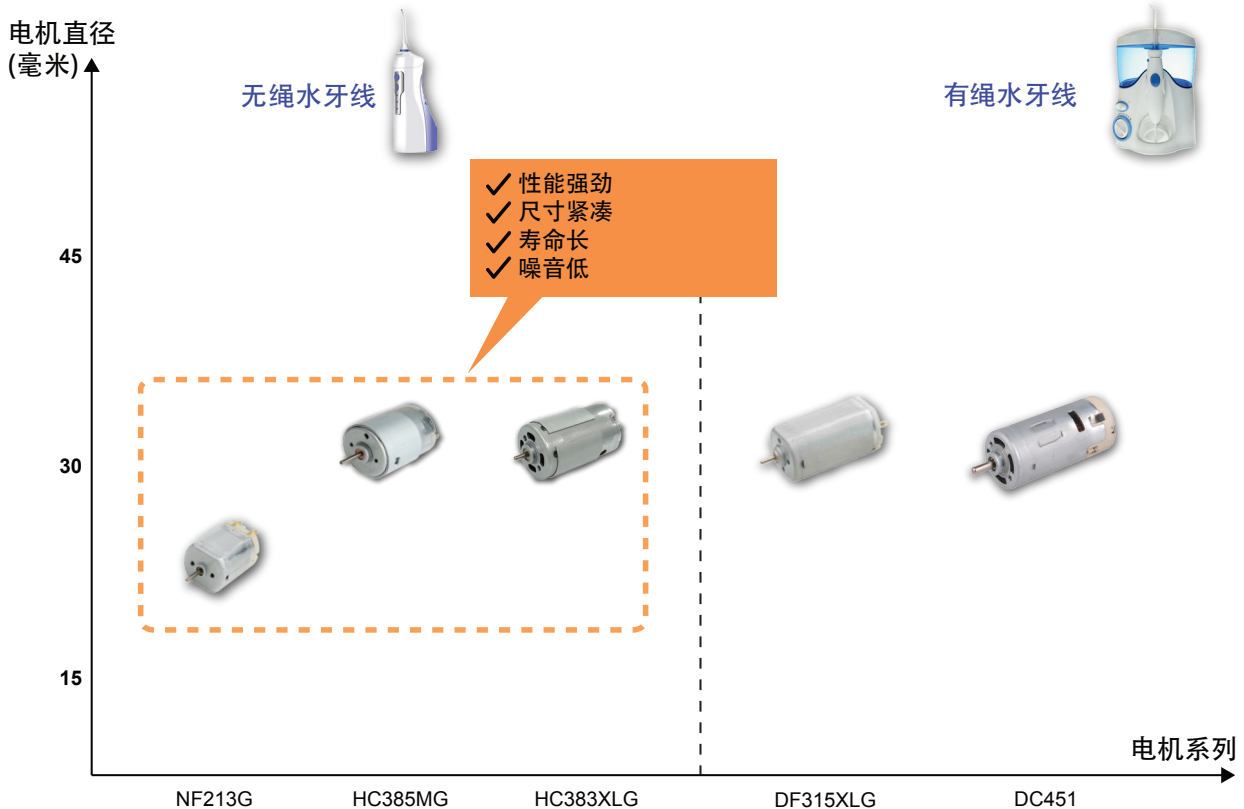 电机直径
(毫米)
无绳水牙线
有绳水牙线
性能强劲
尺寸紧凑
寿命长
噪音低
45
30
15
电机系列
NF213G
HC385MG
HC383XLG
DF315XLG
DC451